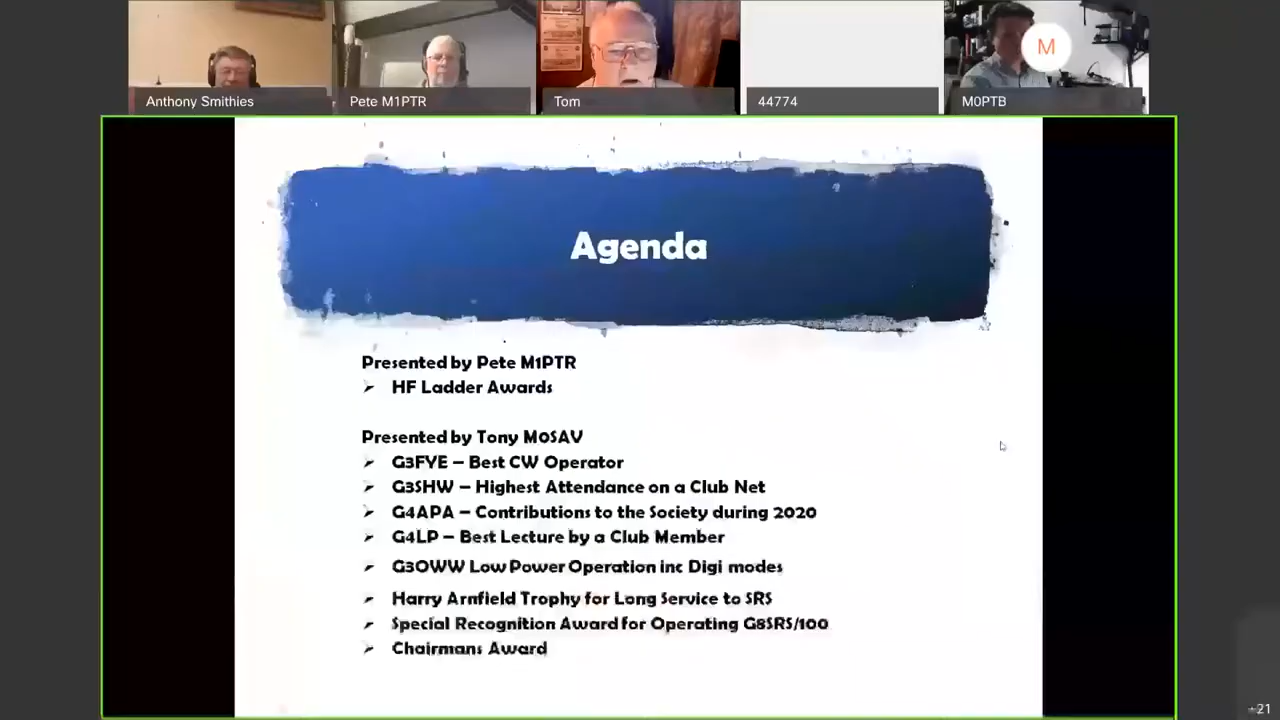 Anthony Smithies
Pete M1PTR
Tom
44774
M
M0PTB
Agenda
Presented by Pete M1PTR
HF Ladder Awards
Presented by Tony M0SAV
G3FYE – Best CW Operator
G3SHW – Highest Attendance on a Club Net
G4APA – Contributions to the Society during 2020
G4LP – Best Lecture by a Club Member
G3OWW Low Power Operation inc Digi modes
Harry Arnfield Trophy for Long Service to SRS
Special Recognition Award for Operating G8SRS/100
Chairmans Award
-21